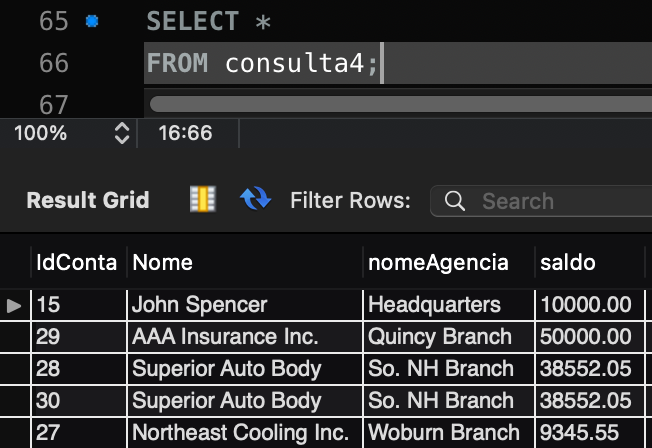 65 SELECT *
66 FROM consulta4;
67
100% 16:66
Result Grid Filter Rows: Search
IdConta Nome nomeAgencia saldo
15 John Spencer Headquarters 10000.00
29 AAA Insurance Inc. Quincy Branch 50000.00
28 Superior Auto Body So. NH Branch 38552.05
30 Superior Auto Body So. NH Branch 38552.05
27 Northeast Cooling Inc. Woburn Branch 9345.55